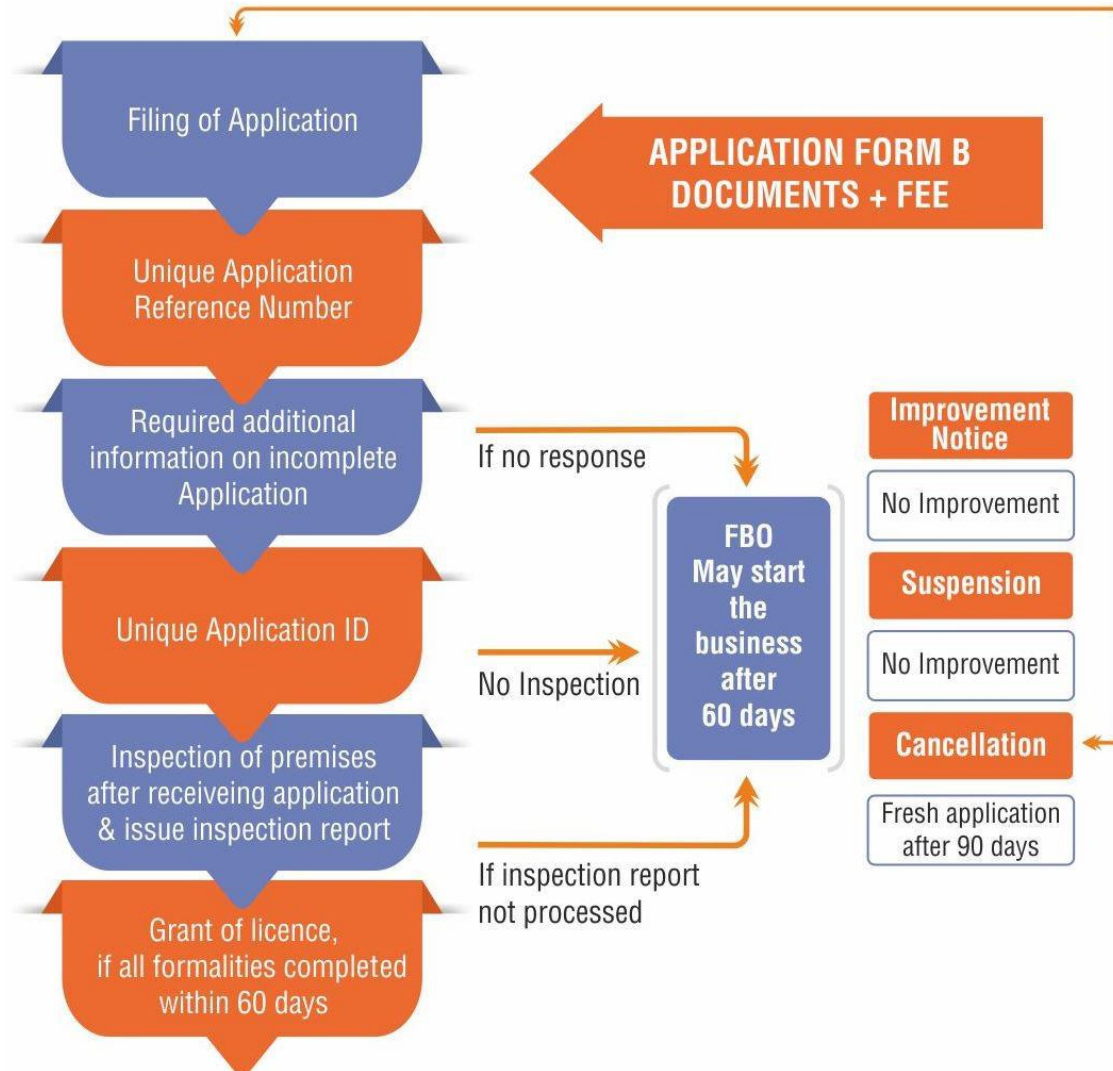 Filing of Application
APPLICATION FORM B
DOCUMENTS + FEE
Unique Application
Reference Number
Required additional
information on incomplete
Application
If no response
Unique Application ID
No Inspection
Inspection of premises
after receiveing application
& issue inspection report
If inspection report
not processed
Grant of licence,
if all formalities completed
within 60 days
FBO
May start
the
business
after
60 days
Improvement
Notice
No Improvement
Suspension
No Improvement
Cancellation
Fresh application
after 90 days